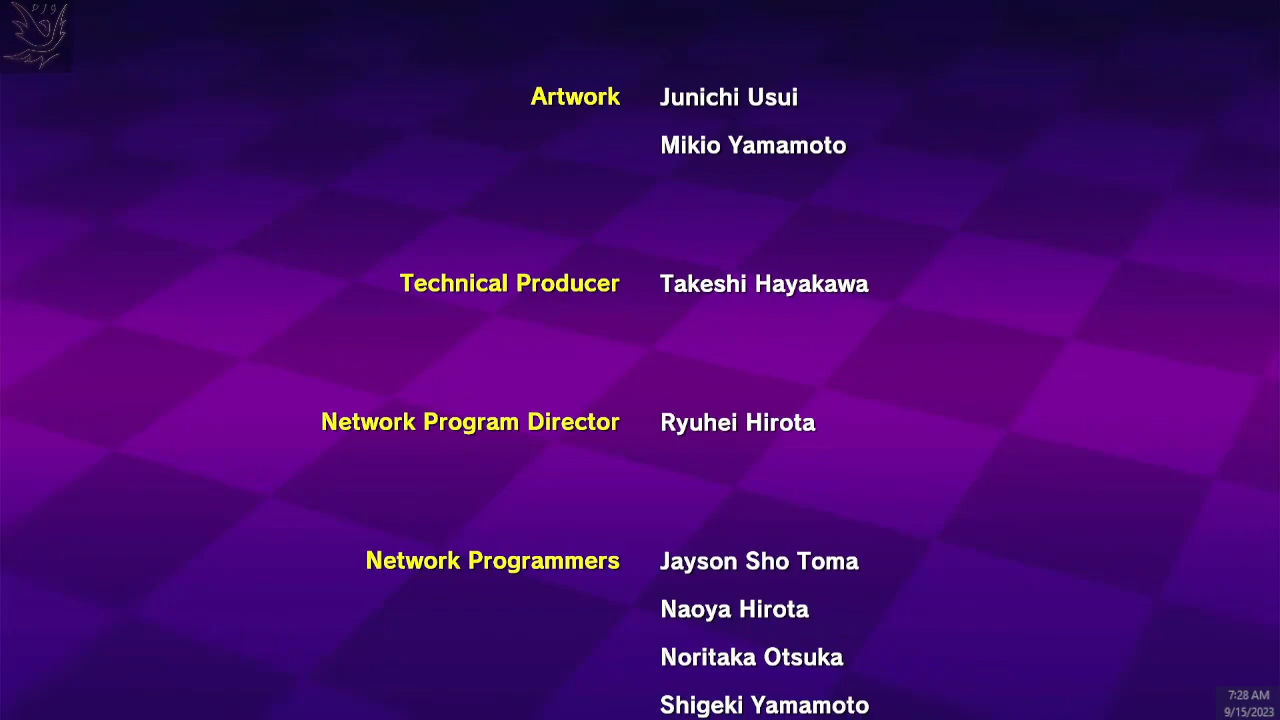 DJ9
Artwork Junichi Usui
Mikio Yamamoto
Technical Producer Takeshi Hayakawa
Network Program Director Ryuhei Hirota
Network Programmers Jayson Sho Toma
Naoya Hirota
Noritaka Otsuka
Shigeki Yamamoto
7:28 AM
9/15/2023